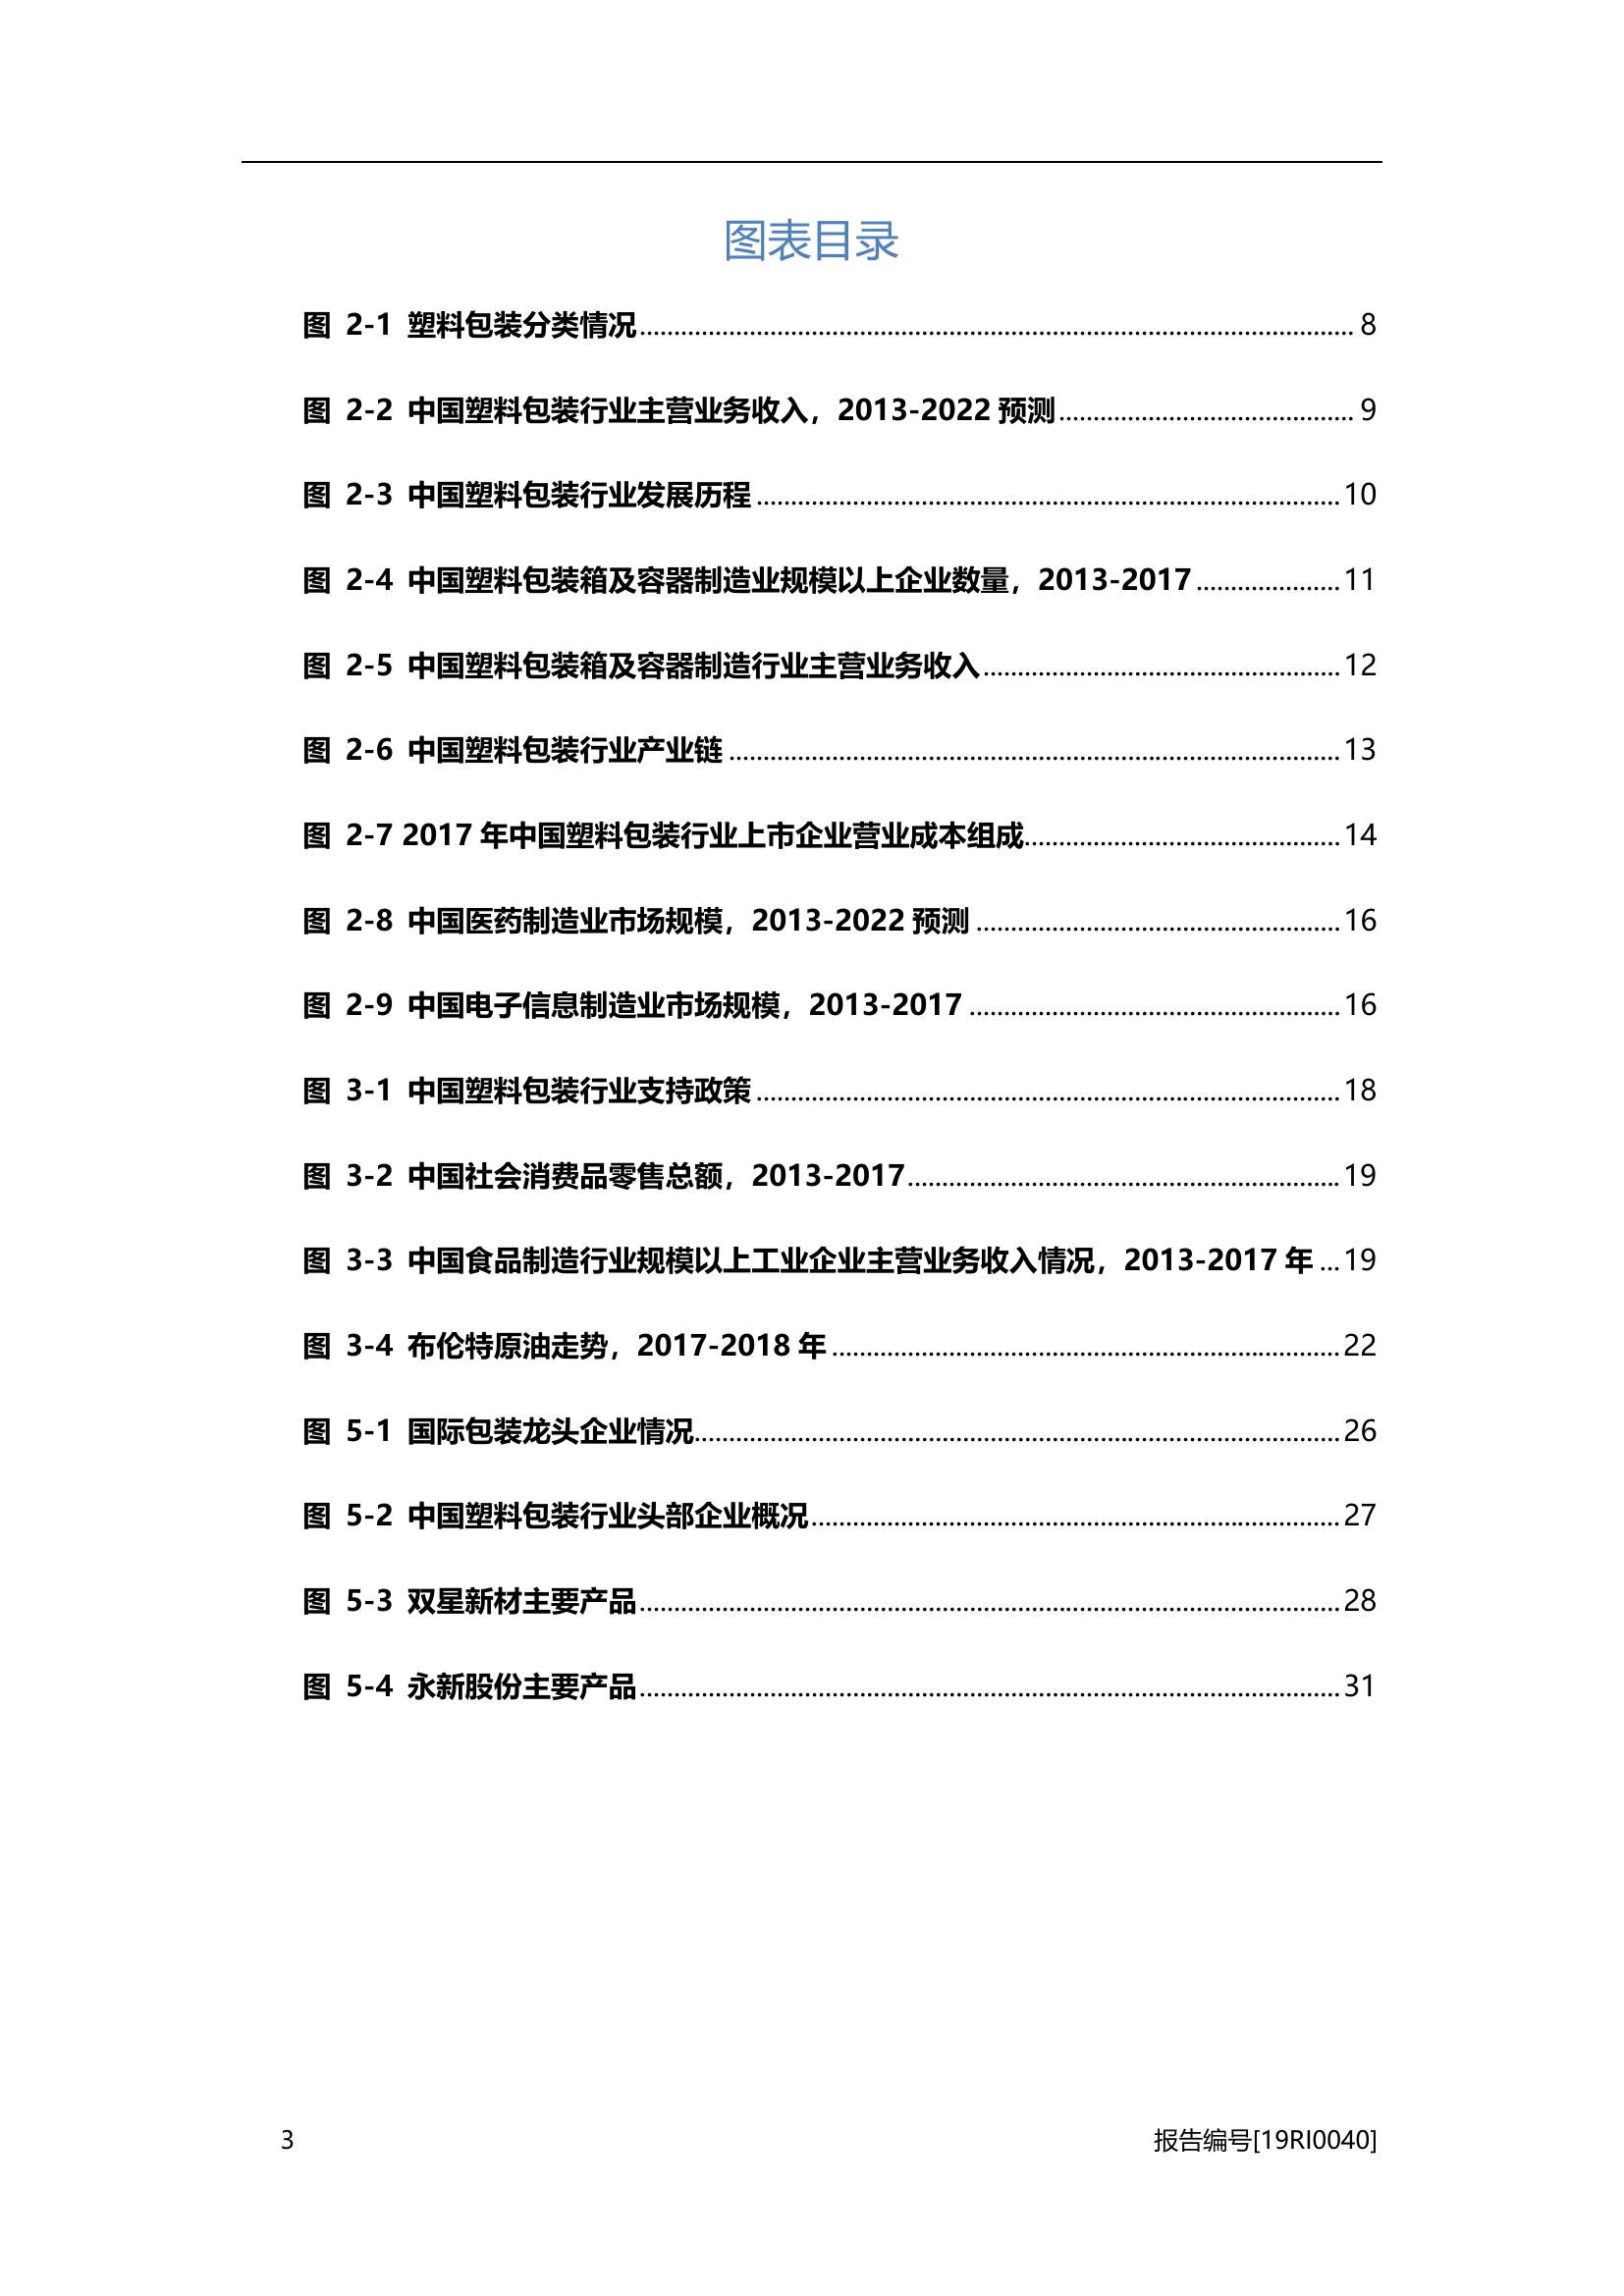 图表目录
图 2-1 塑料包装分类情况........................................ 8
图 2-2 中国塑料包装行业主营业务收入，2013-2022 预测........................................ 9
图 2-3 中国塑料包装行业发展历程........................................10
图 2-4 中国塑料包装箱及容器制造业规模以上企业数量，2013-2017.....................11
图 2-5 中国塑料包装箱及容器制造行业主营业务收入........................................12
图 2-6 中国塑料包装行业产业链........................................13
图 2-7 2017 年中国塑料包装行业上市企业营业成本组成........................................14
图 2-8 中国医药制造业市场规模，2013-2022 预测........................................16
图 2-9 中国电子信息制造业市场规模，2013-2017........................................16
图 3-1 中国塑料包装行业支持政策........................................18
图 3-2 中国社会消费品零售总额，2013-2017........................................19
图 3-3 中国食品制造行业规模以上工业企业主营业务收入情况，2013-2017 年...19
图 3-4 布伦特原油走势，2017-2018 年........................................22
图 5-1 国际包装龙头企业情况........................................26
图 5-2 中国塑料包装行业头部企业概况........................................27
图 5-3 双星新材主要产品........................................28
图 5-4 永新股份主要产品........................................31
3 报告编号[19RI0040]